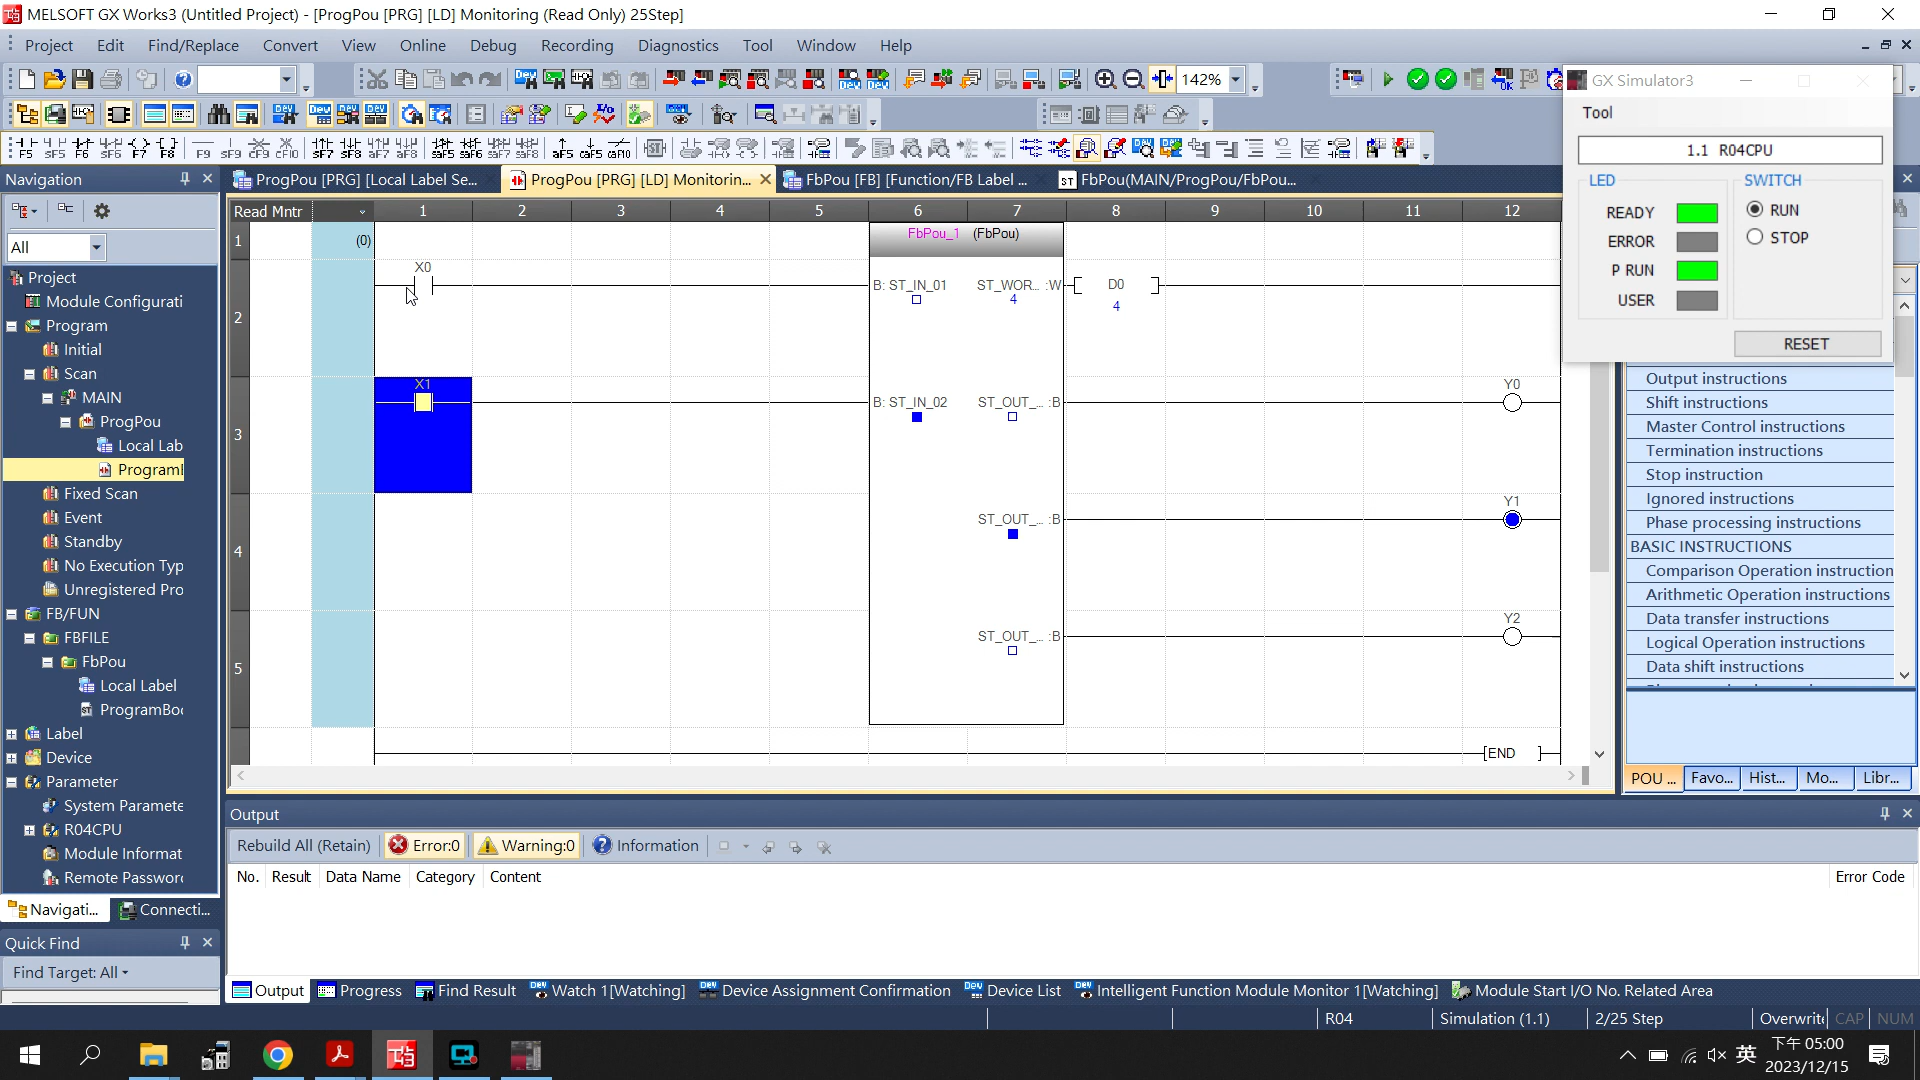 MELSOFT GX Works3 (Untitled Project) - [ProgPou [PRG] [LD] Monitoring (Read Only) 25Step]
Project Edit Find/Replace Convert View Online Debug Recording Diagnostics Tool Window Help
142%
Navigation
ProgPou [PRG] [Local Label Se...
ProgPou [PRG] [LD] Monitorin...
FbPou [FB] [Function/FB Label ...
FbPou(MAIN/ProgPou/FbPou...
All
Project
Module Configurati
Program
Initial
Scan
MAIN
ProgPou
Local Lab
Program
Fixed Scan
Event
Standby
No Execution Typ
Unregistered Pro
FB/FUN
FBFILE
FbPou
Local Label
ProgramBo
Label
Device
Parameter
System Paramete
R04CPU
Module Informat
Remote Passwor
Navigati... Connecti...
Quick Find
Find Target: All
Read Mntr 1 2 3 4 5 6 7 8 9 10 11 12
1 (0) FbPou_1 (FbPou)
X0
2 B: ST_IN_01 ST_WOR... :W D0
4 4
X1 Y0
3 B: ST_IN_02 ST_OUT_... :B
Y1
4 ST_OUT_... :B
Y2
5 ST_OUT_... :B
[END ]
GX Simulator3
Tool
1.1 R04CPU
LED SWITCH
READY RUN
ERROR STOP
P RUN
USER
RESET
Output instructions
Shift instructions
Master Control instructions
Termination instructions
Stop instruction
Ignored instructions
Phase processing instructions
BASIC INSTRUCTIONS
Comparison Operation instruction
Arithmetic Operation instructions
Data transfer instructions
Logical Operation instructions
Data shift instructions
POU ... Favo... Hist... Mo... Libr...
Output
Rebuild All (Retain) Error:0 Warning:0 Information
No. Result Data Name Category Content Error Code
Output Progress Find Result Watch 1[Watching] Device Assignment Confirmation Device List Intelligent Function Module Monitor 1[Watching] Module Start I/O No. Related Area
R04 Simulation (1.1) 2/25 Step Overwrite CAP NUM
英 下午 05:00
2023/12/15